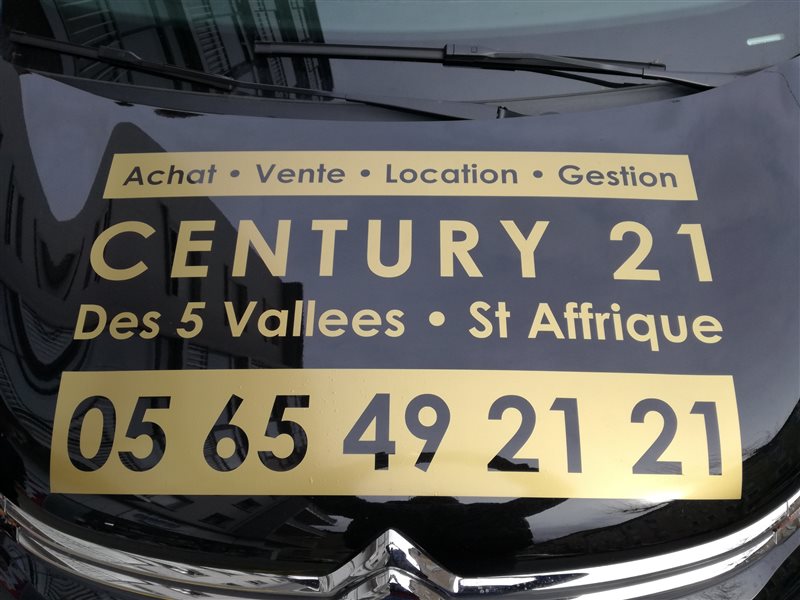 Achat • Vente • Location • Gestion
CENTURY 21
Des 5 Vallees • St Affrique
05 65 49 21 21